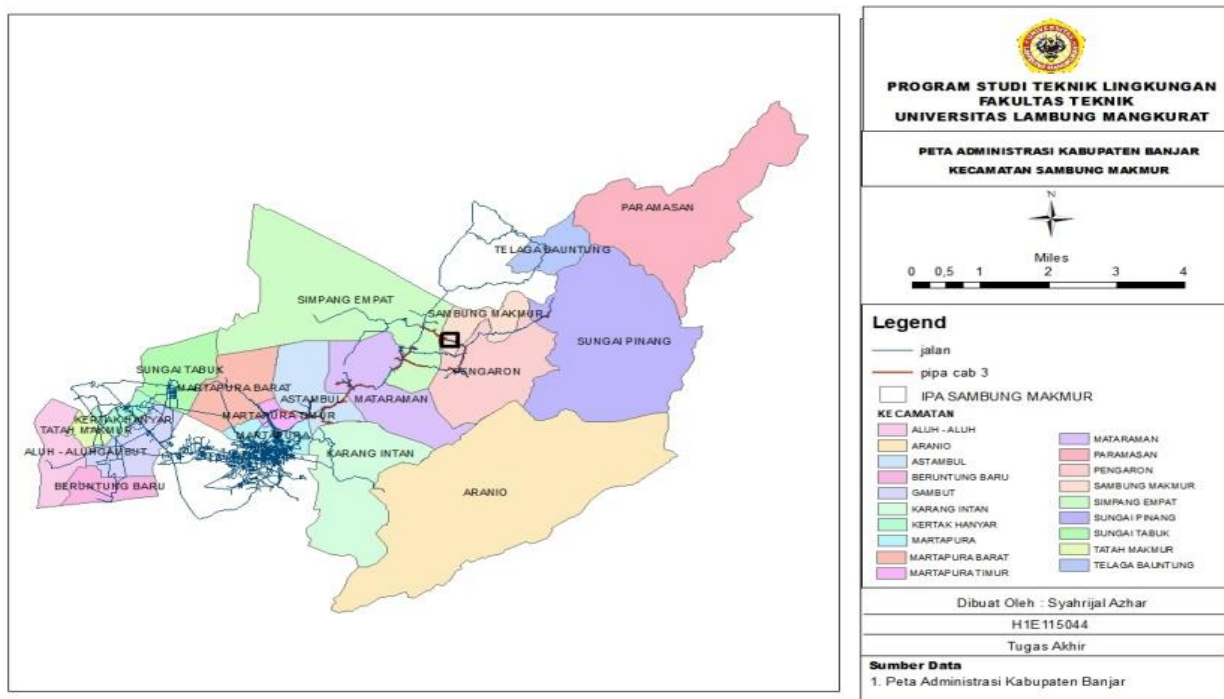 PARAMASAN
TELAGA BAUNTUNG
SIMPANG EMPAT
SAMBUNG MAKMUR
SUNGAI PINANG
SUNGAI TABUK
PENGARON
MARTAPURA BARAT
ASTAMBUL
MATARAMAN
MARTAPURA TIMUR
KERTAK HANYAR
TATAH MAKMUR
MARTAPURA
ALUH - ALUH
GAMBUT
KARANG INTAN
BERUNTUNG BARU
ARANIO
UNIVERSITAS
LAMBUNG MANGKURAT
PROGRAM STUDI TEKNIK LINGKUNGAN
FAKULTAS TEKNIK
UNIVERSITAS LAMBUNG MANGKURAT
PETA ADMINISTRASI KABUPATEN BANJAR
KECAMATAN SAMBUNG MAKMUR
N
Miles
0 0,5 1 2 3 4
Legend
jalan
pipa cab 3
IPA SAMBUNG MAKMUR
KECAMATAN
ALUH - ALUH
ARANIO
ASTAMBUL
BERUNTUNG BARU
GAMBUT
KARANG INTAN
KERTAK HANYAR
MARTAPURA
MARTAPURA BARAT
MARTAPURA TIMUR
MATARAMAN
PARAMASAN
PENGARON
SAMBUNG MAKMUR
SIMPANG EMPAT
SUNGAI PINANG
SUNGAI TABUK
TATAH MAKMUR
TELAGA BAUNTUNG
Dibuat Oleh : Syahrijal Azhar
H1E115044
Tugas Akhir
Sumber Data
1. Peta Administrasi Kabupaten Banjar